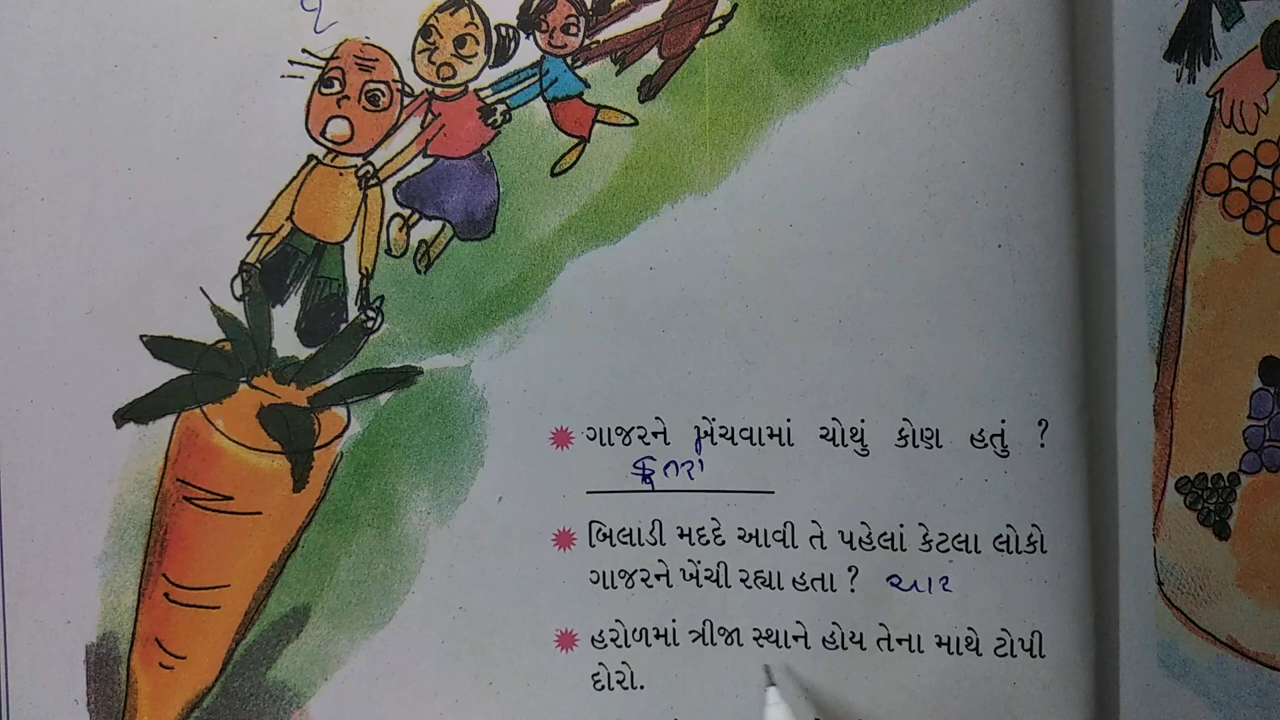 ગાજરને ખેંચવામાં ચોથું કોણ હતું ?
કૂતરો
બિલાડી મદદે આવી તે પહેલાં કેટલા લોકો
ગાજરને ખેંચી રહ્યા હતા ? ચાર
હરોળમાં ત્રીજા સ્થાને હોય તેના માથે ટોપી
દોરો.